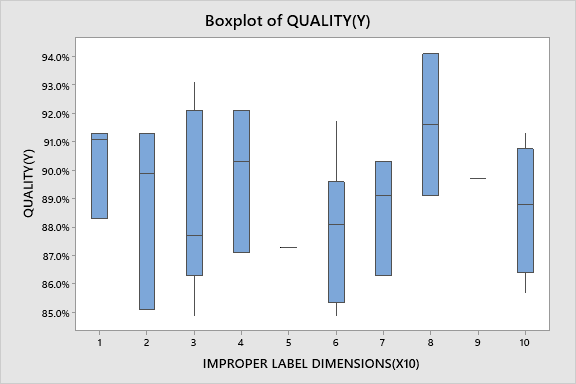 Boxplot of QUALITY(Y)
94.0%
93.0%
92.0%
91.0%
90.0%
89.0%
88.0%
87.0%
86.0%
85.0%
QUALITY(Y)
1 2 3 4 5 6 7 8 9 10
IMPROPER LABEL DIMENSIONS(X10)